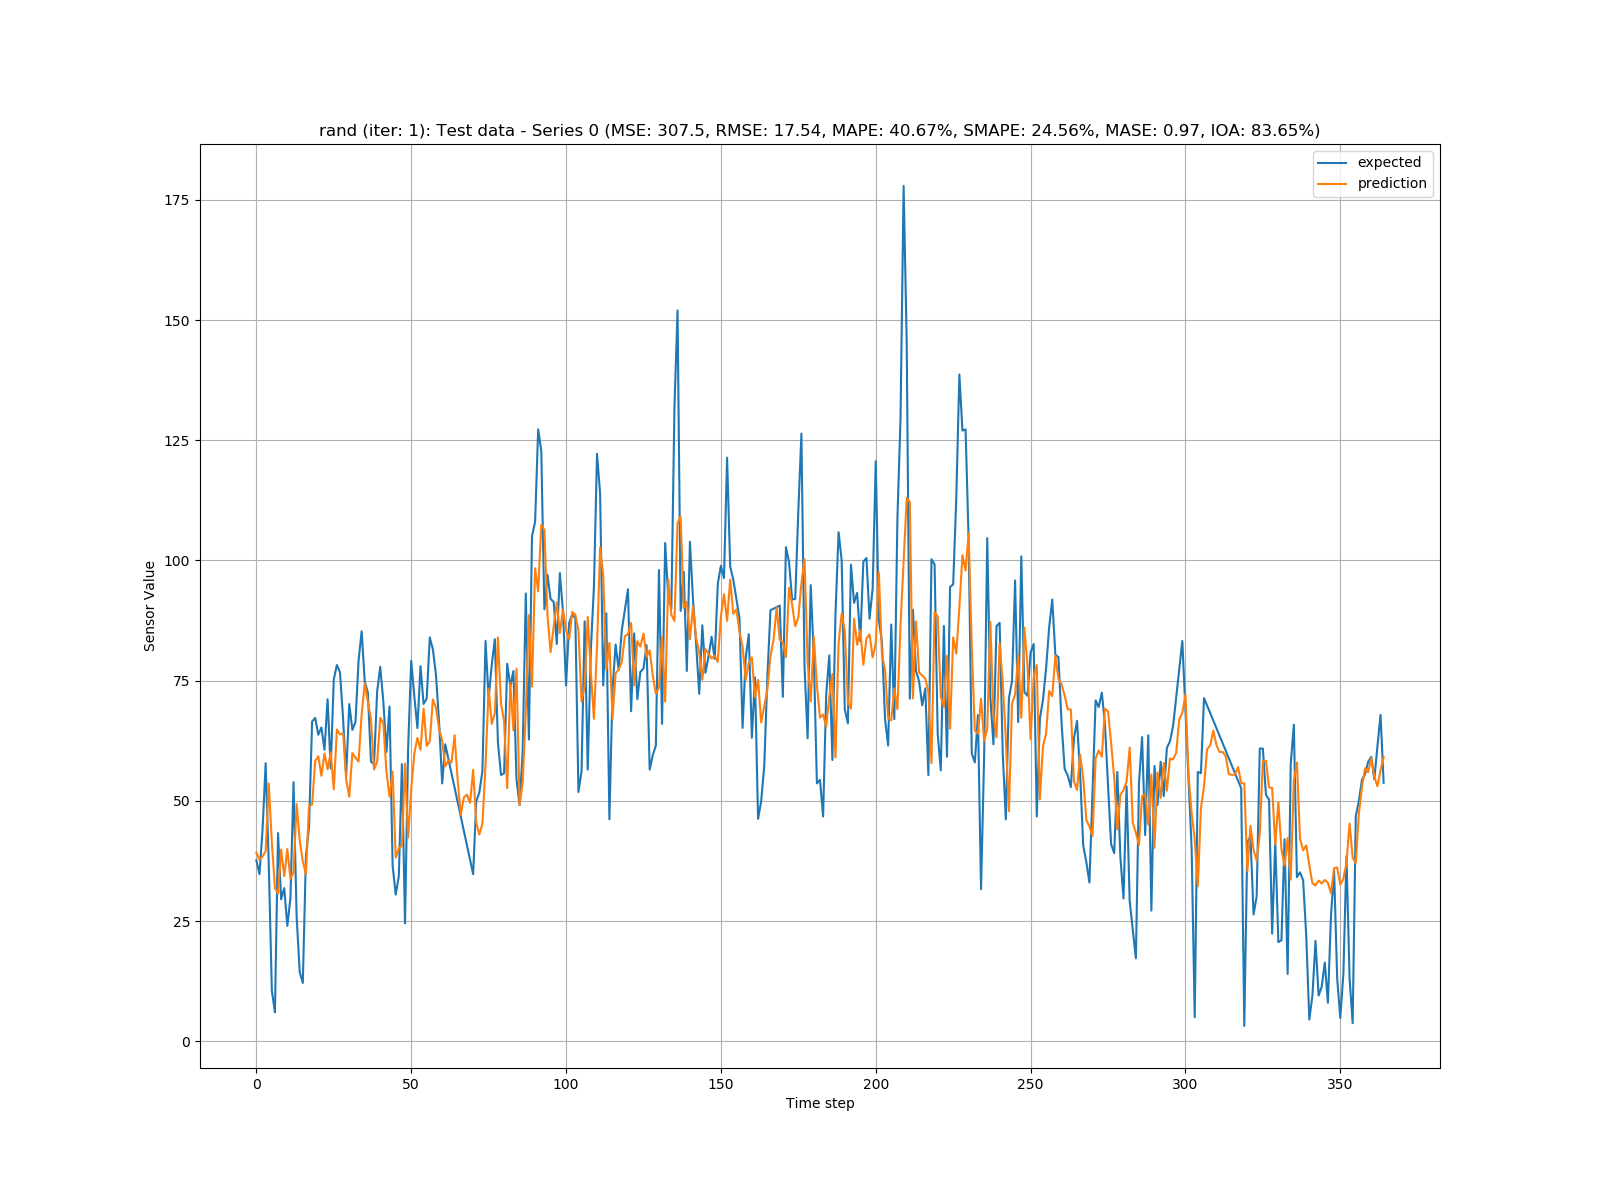 rand (iter: 1): Test data - Series 0 (MSE: 307.5, RMSE: 17.54, MAPE: 40.67%, SMAPE: 24.56%, MASE: 0.97, IOA: 83.65%)
expected
prediction
175
150
125
100
75
50
25
0
Sensor Value
0 50 100 150 200 250 300 350
Time step